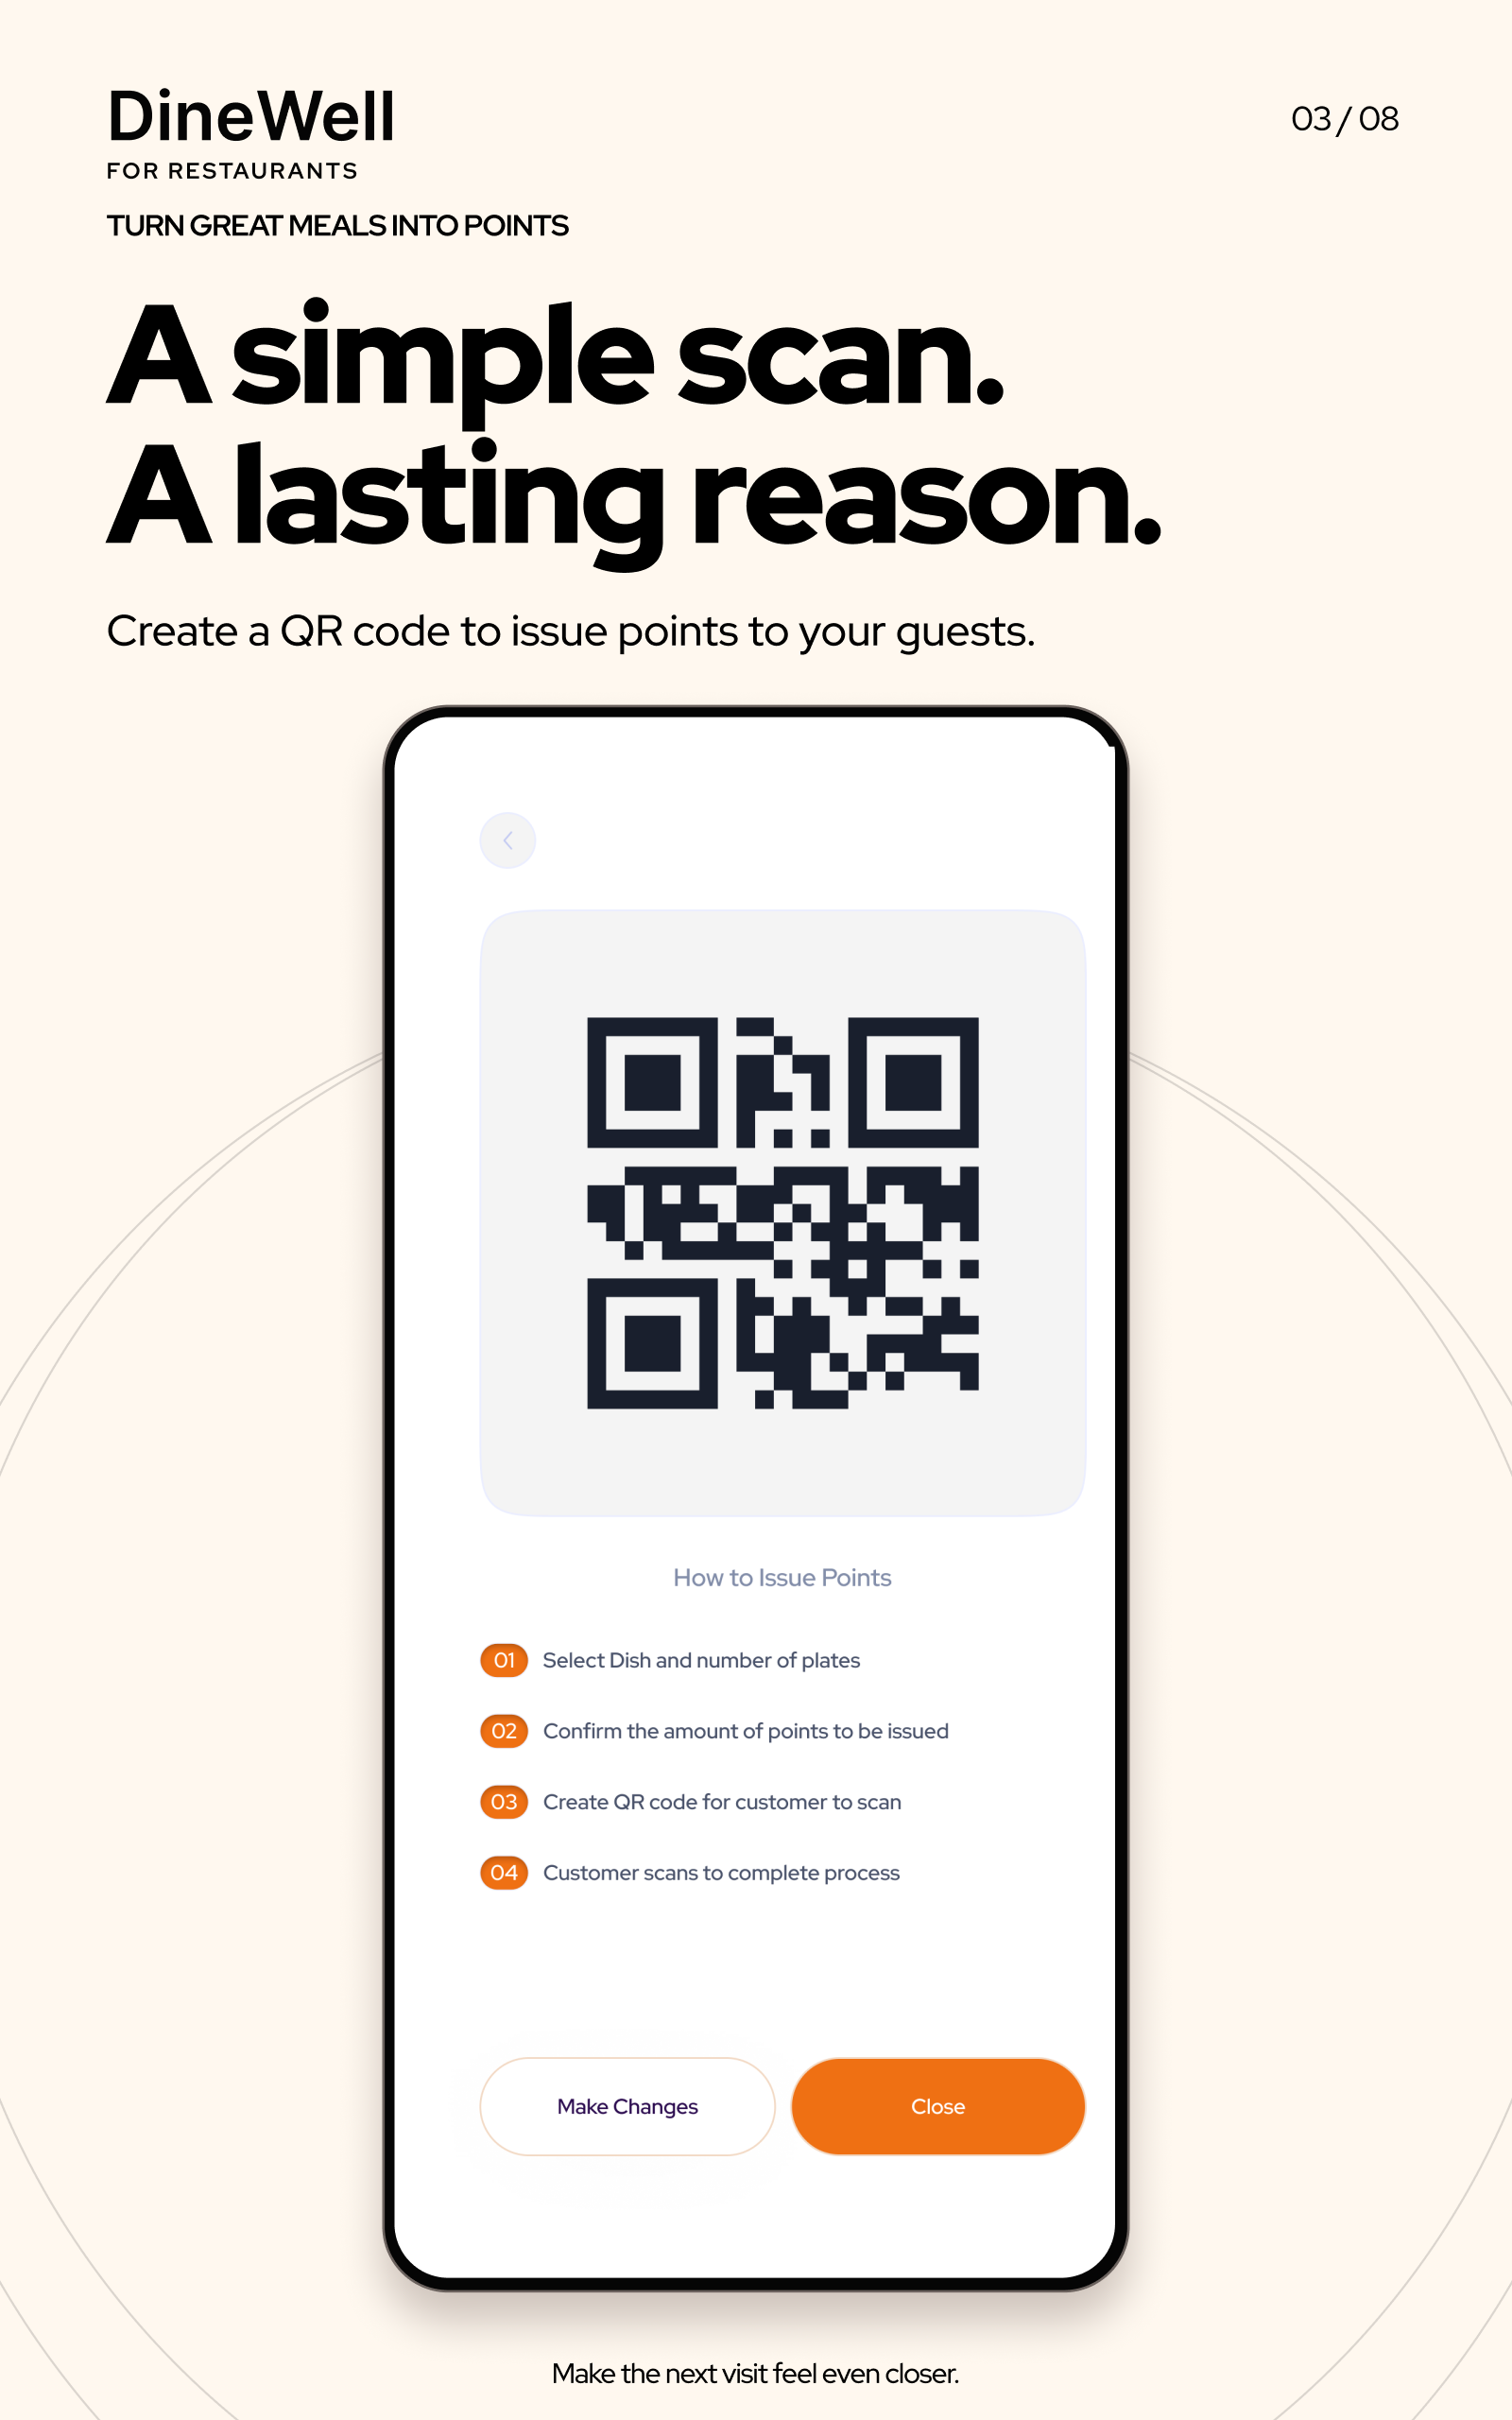 DineWell
03 / 08
FOR RESTAURANTS
TURN GREAT MEALS INTO POINTS
A simple scan.
A lasting reason.
Create a QR code to issue points to your guests.
How to Issue Points
01 Select Dish and number of plates
02 Confirm the amount of points to be issued
03 Create QR code for customer to scan
04 Customer scans to complete process
Make Changes
Close
Make the next visit feel even closer.